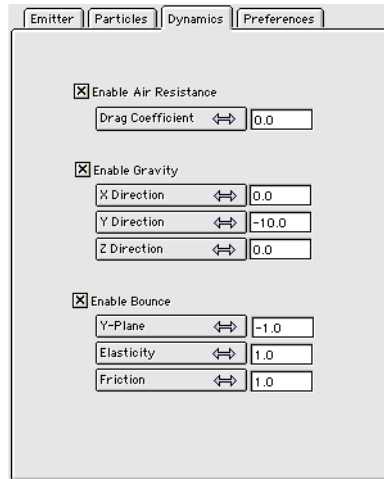 Emitter Particles Dynamics Preferences
Enable Air Resistance
Drag Coefficient 0.0
Enable Gravity
X Direction 0.0
Y Direction -10.0
Z Direction 0.0
Enable Bounce
Y-Plane -1.0
Elasticity 1.0
Friction 1.0